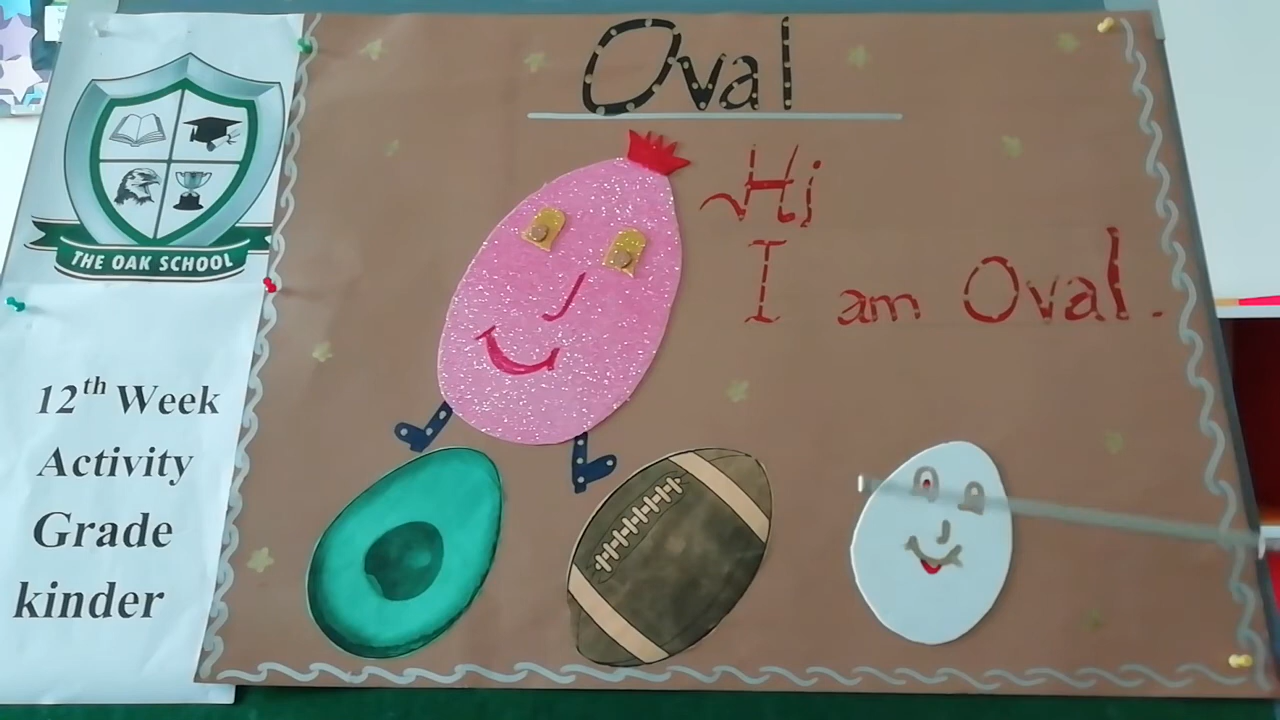 THE OAK SCHOOL
12th Week
Activity
Grade
kinder
Oval
Hi
I am Oval.